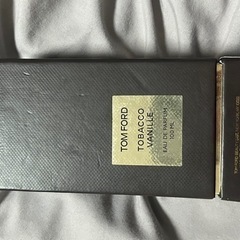 TOM FORD
TOBACCO
VANILLE
EAU DE PARFUM
100 ML